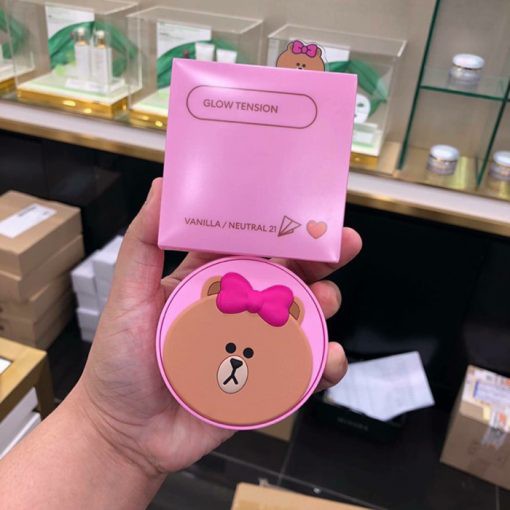 GLOW TENSION
VANILLA / NEUTRAL 21